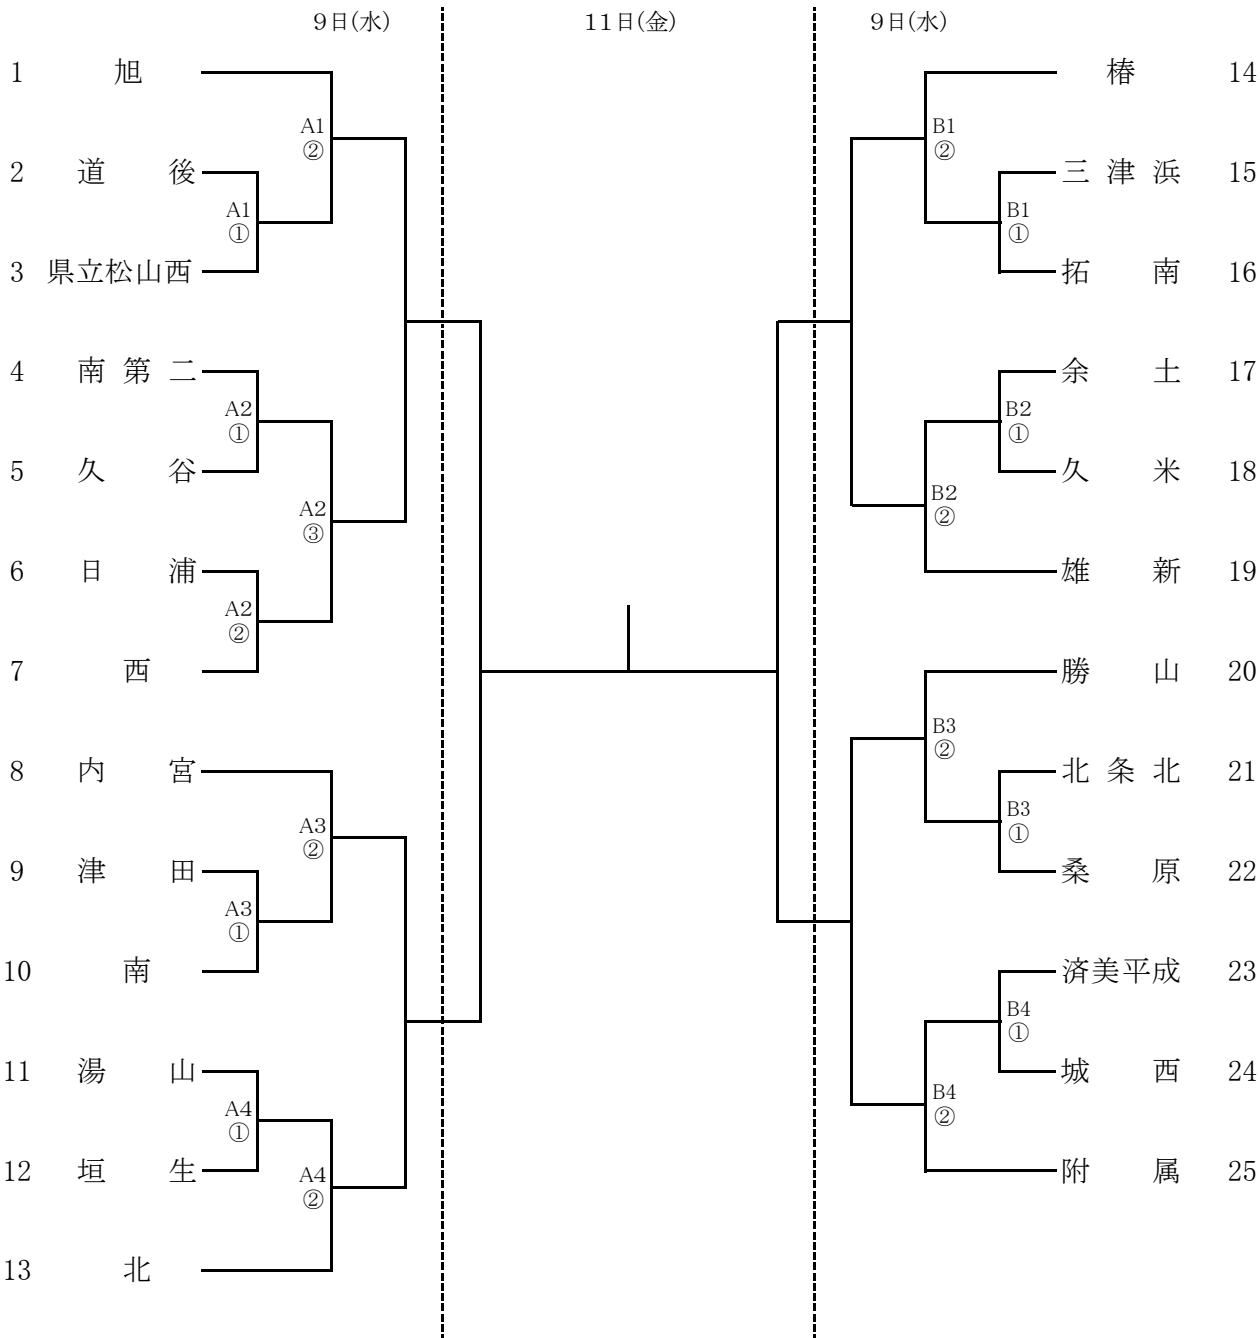 9日(水) 11日(金) 9日(水)
1 旭 椿 14
A1 B1
② ②
2 道後 三津浜 15
A1 B1
① ①
3 県立松山西 拓南 16
4 南第二 余土 17
A2 B2
① ①
5 久谷 久米 18
A2 B2
③ ②
6 日浦 雄新 19
A2
②
7 西 勝山 20
B3
②
8 内宮 北条北 21
A3 B3
② ①
9 津田 桑原 22
A3
①
10 南 済美平成 23
B4
①
11 湯山 城西 24
A4 B4
① ②
12 垣生 附属 25
A4
②
13 北